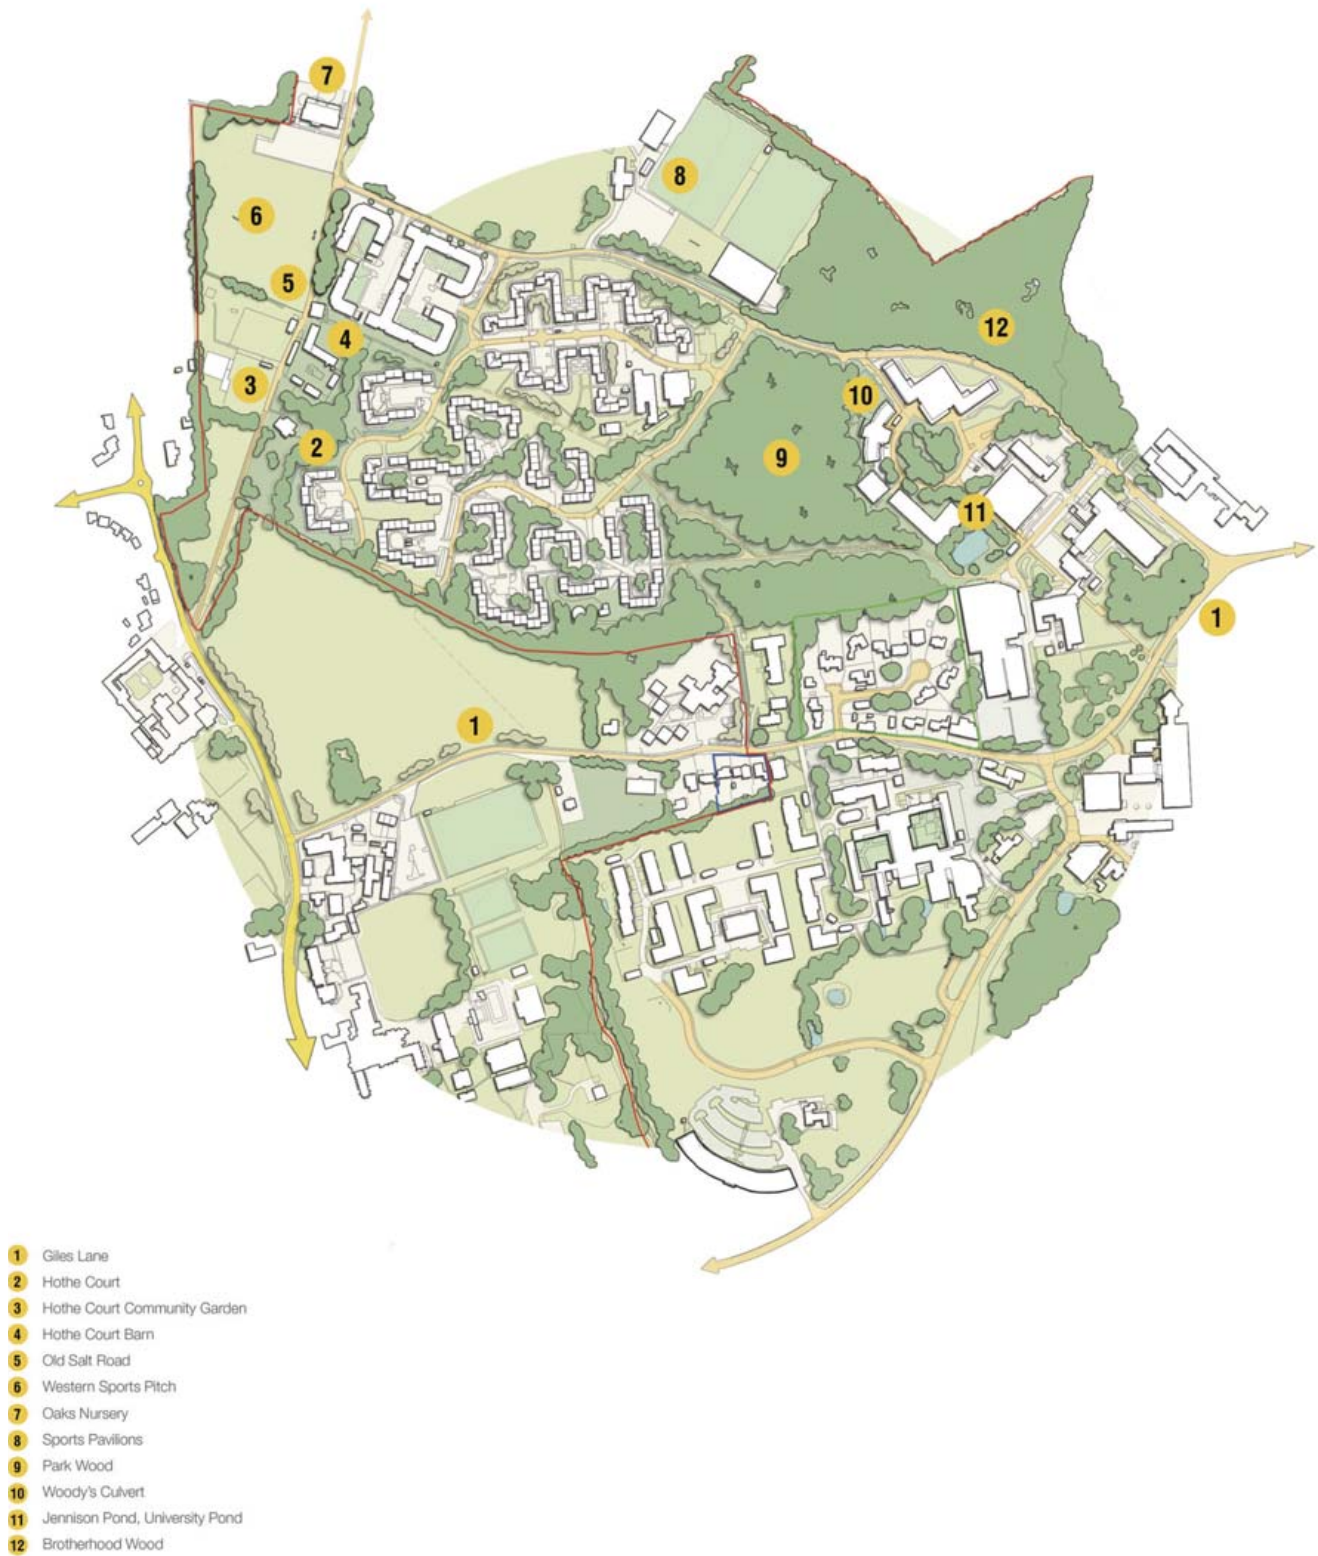 7
8
6
5
12
4
3
10
2
9
11
1
1
1 Giles Lane
2 Hothe Court
3 Hothe Court Community Garden
4 Hothe Court Barn
5 Old Salt Road
6 Western Sports Pitch
7 Oaks Nursery
8 Sports Pavilions
9 Park Wood
10 Woody's Culvert
11 Jennison Pond, University Pond
12 Brotherhood Wood